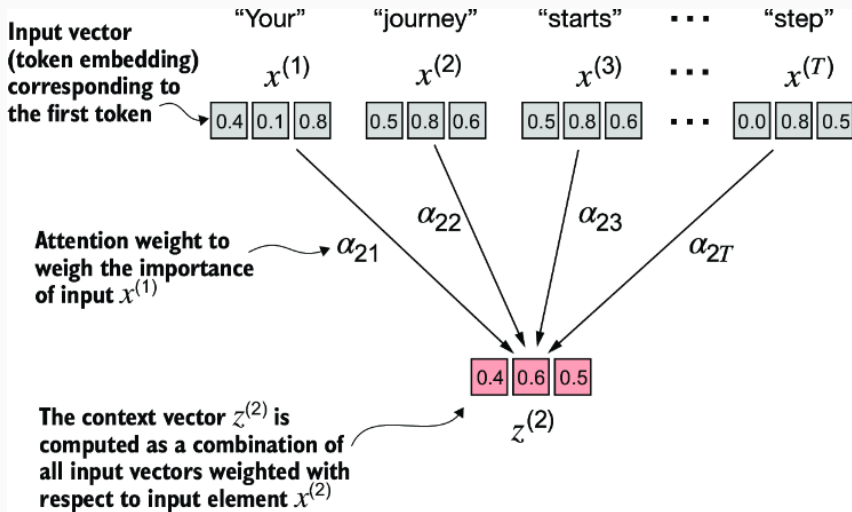 “Your” “journey” “starts” ▪▪▪ “step”
Input vector
(token embedding)
corresponding to
the first token
x^(1) x^(2) x^(3) ▪▪▪ x^(T)
0.4 0.1 0.8 0.5 0.8 0.6 0.5 0.8 0.6 ▪▪▪ 0.0 0.8 0.5
Attention weight to
weigh the importance
of input x^(1)
α21 α22 α23 α2T
0.4 0.6 0.5
z^(2)
The context vector z^(2) is
computed as a combination of
all input vectors weighted with
respect to input element x^(2)